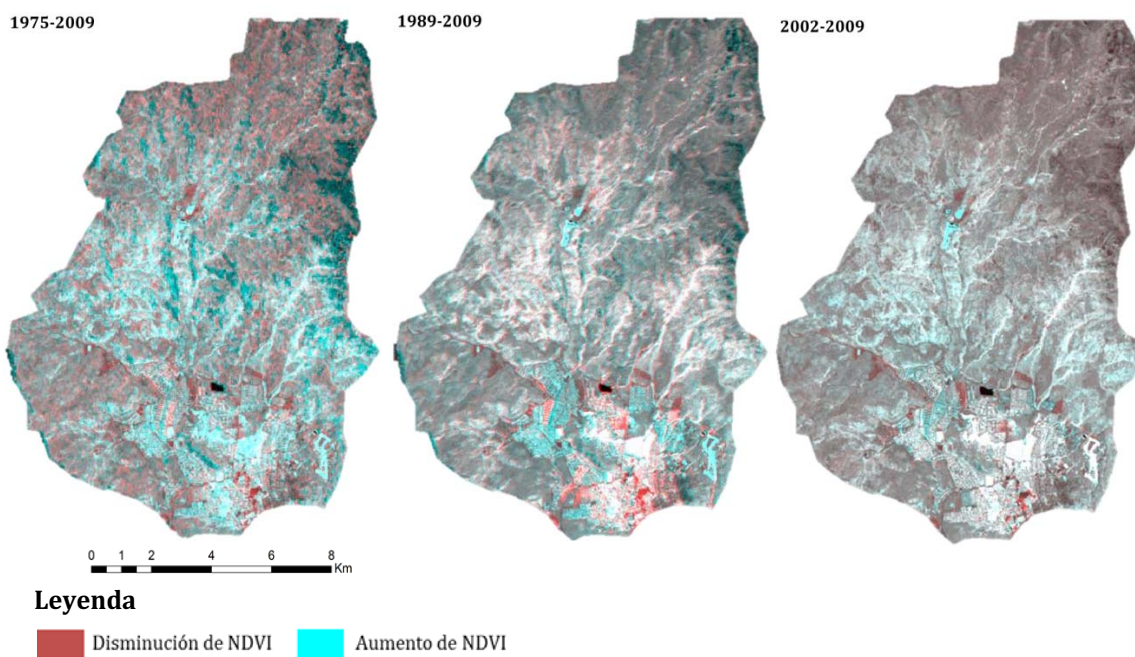 1975-2009
1989-2009
2002-2009
0 1 2 4 6 8
Km
Leyenda
Disminución de NDVI
Aumento de NDVI